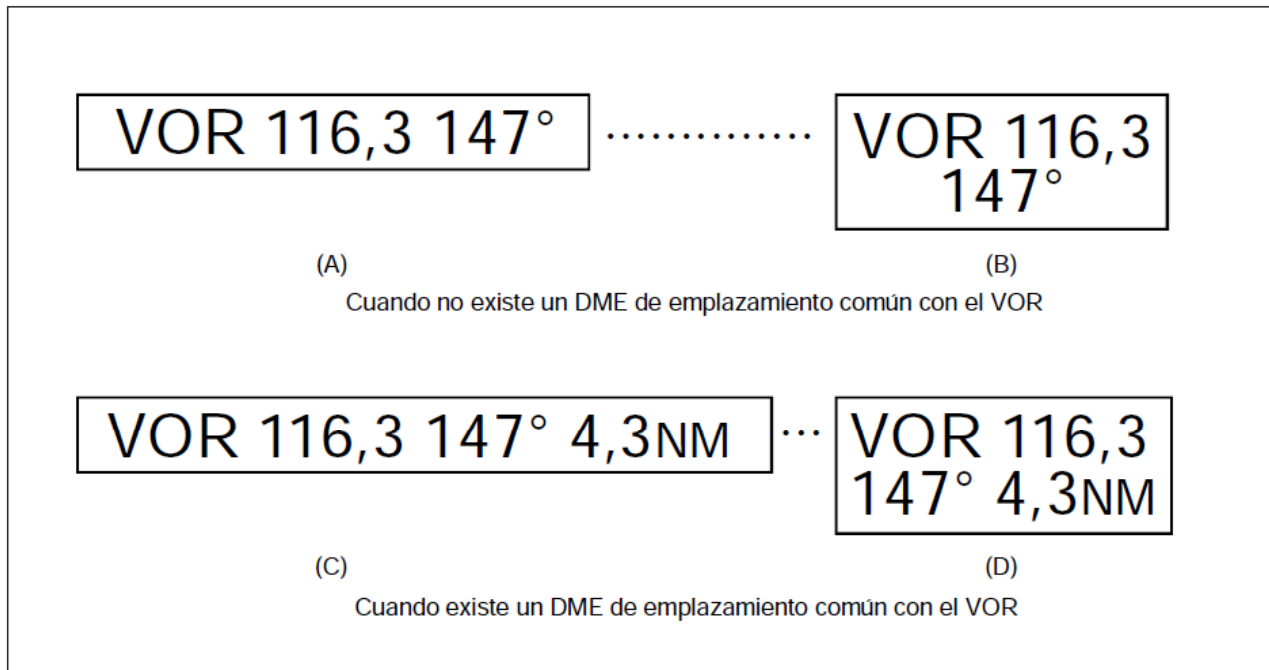 VOR 116,3 147° .............. VOR 116,3
147°
(A) (B)
Cuando no existe un DME de emplazamiento común con el VOR
VOR 116,3 147° 4,3NM ... VOR 116,3
147° 4,3NM
(C) (D)
Cuando existe un DME de emplazamiento común con el VOR